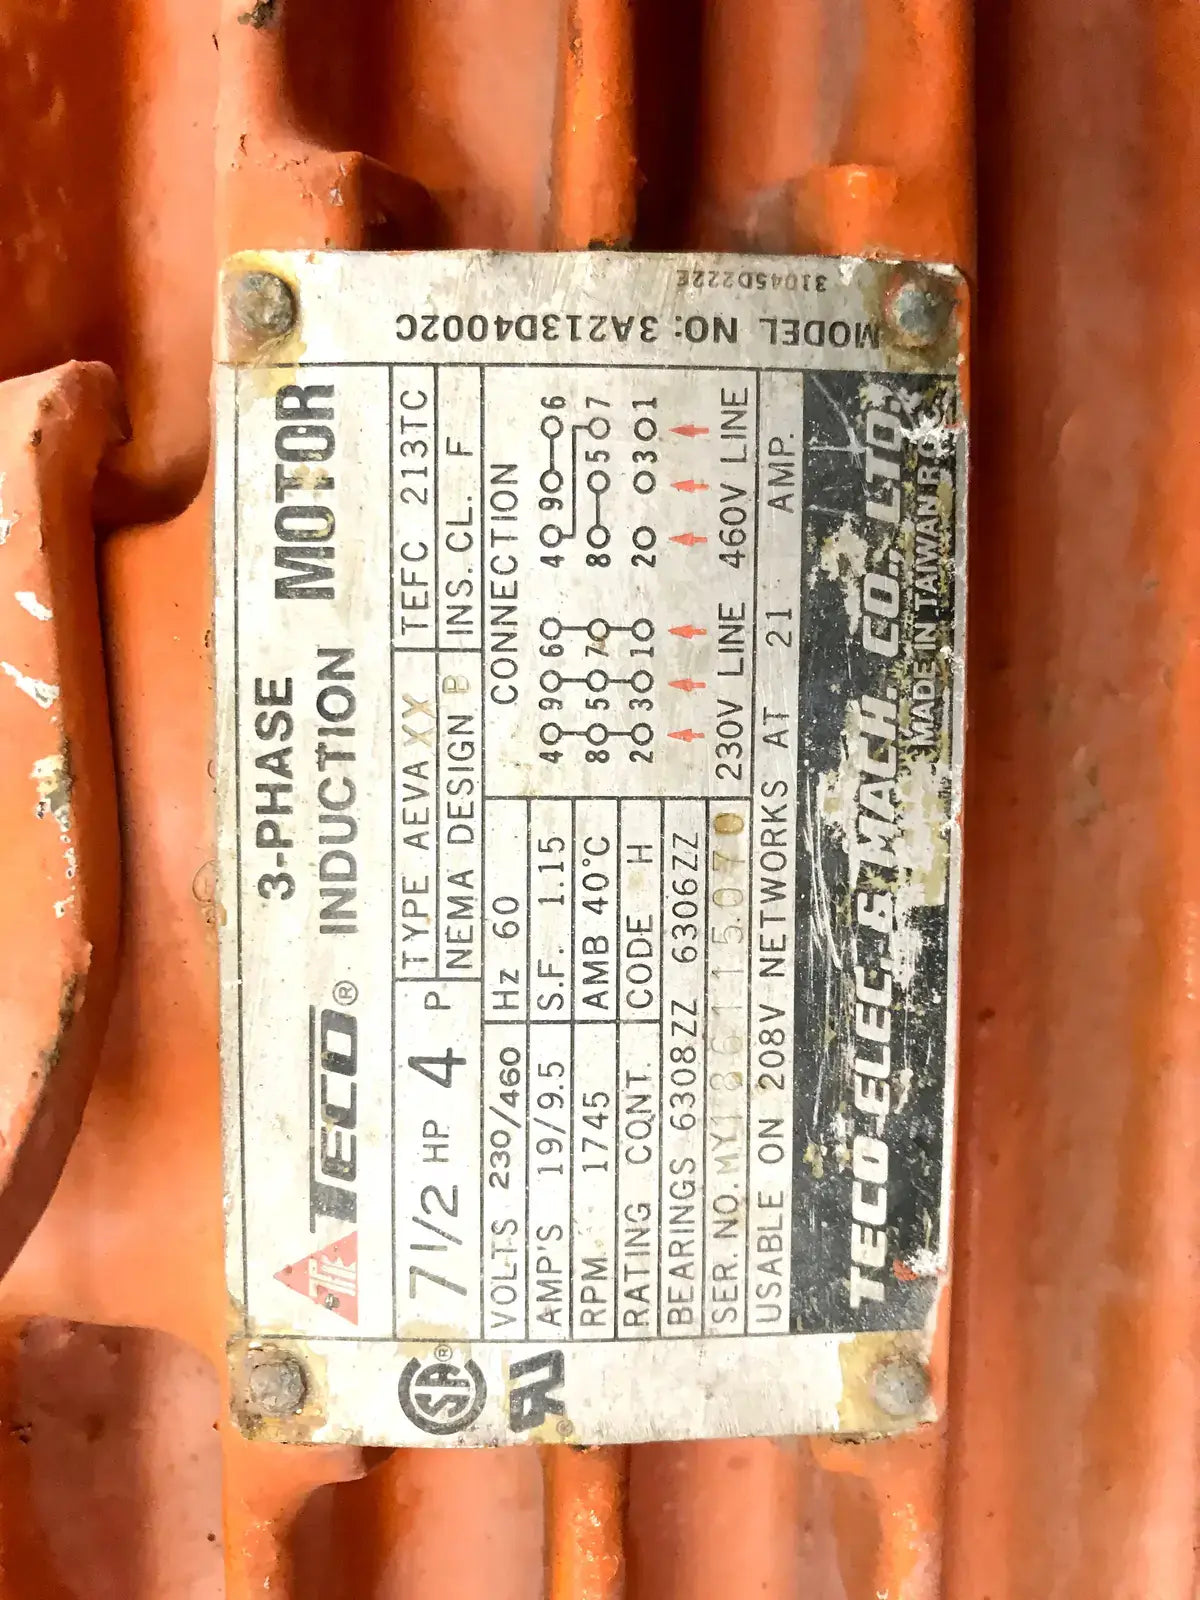 TECO® 3-PHASE
INDUCTION MOTOR
7 1/2 HP 4 P
TYPE AEVAXX TEFC 213TC
NEMA DESIGN B INS. CL. F
VOLTS 230/460 Hz 60
AMP'S 19/9.5 S.F. 1.15
RPM. 1745 AMB 40°C
RATING CONT. CODE H
BEARINGS 6308ZZ 6306ZZ
SER. NO.
CONNECTION
4 9 6 4 9 6
8 5 7 8 5 7
2 3 1 2 3 1
230V LINE 460V LINE
USABLE ON 208V NETWORKS AT 21 AMP.
TECO ELEC. & MACH. CO., LTD.
MADE IN TAIWAN R.O.C.
MODEL NO: 3A213D4002C
31045D222E
SA®